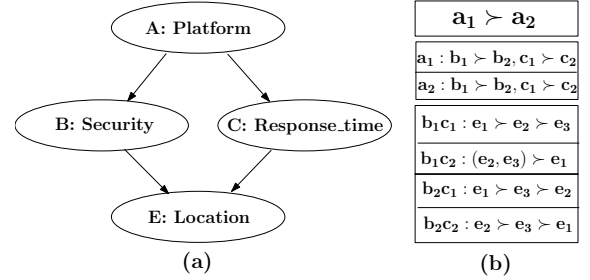 A: Platform
B: Security
C: Response_time
E: Location
(a)
a₁ ≻ a₂
a₁ : b₁ ≻ b₂, c₁ ≻ c₂
a₂ : b₁ ≻ b₂, c₁ ≻ c₂
b₁c₁ : e₁ ≻ e₂ ≻ e₃
b₁c₂ : (e₂, e₃) ≻ e₁
b₂c₁ : e₁ ≻ e₃ ≻ e₂
b₂c₂ : e₂ ≻ e₃ ≻ e₁
(b)